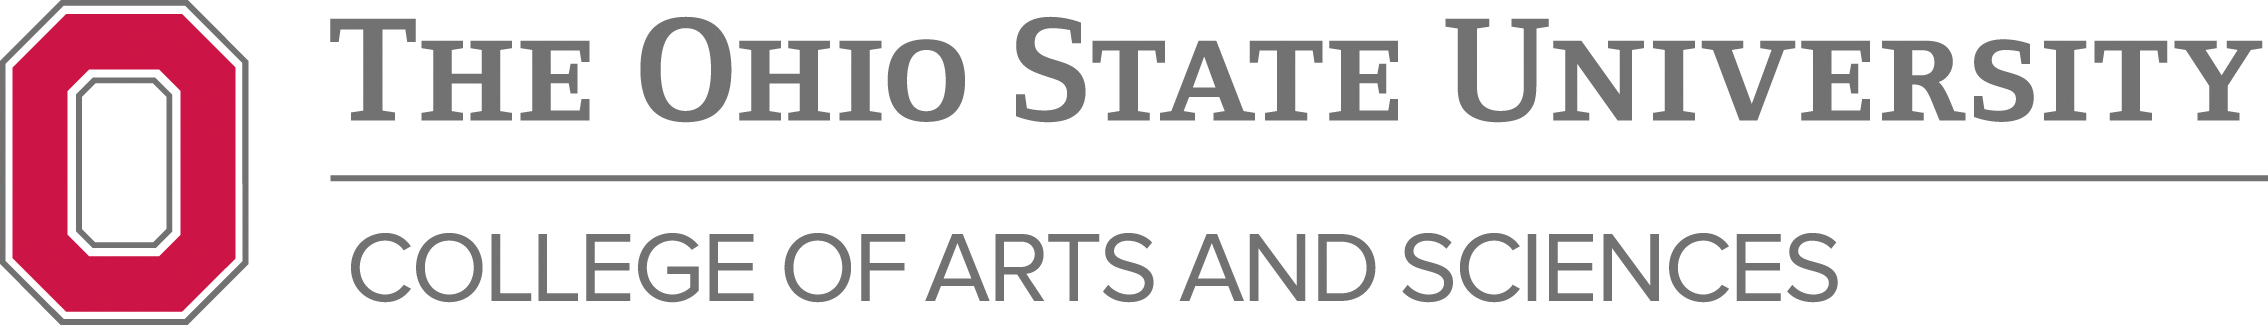 THE OHIO STATE UNIVERSITY
COLLEGE OF ARTS AND SCIENCES